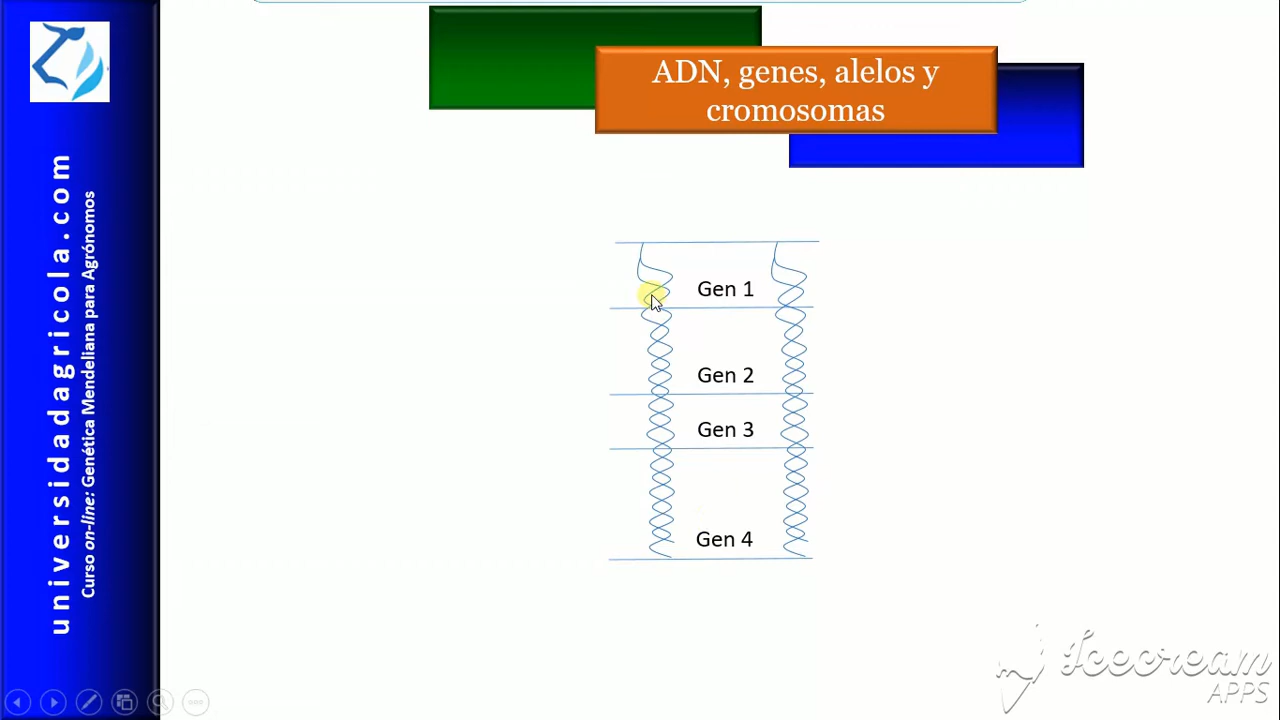 universidadagricola.com
Curso on-line: Genética Mendeliana para Agrónomos
ADN, genes, alelos y
cromosomas
Gen 1
Gen 2
Gen 3
Gen 4
Icecream
APPS